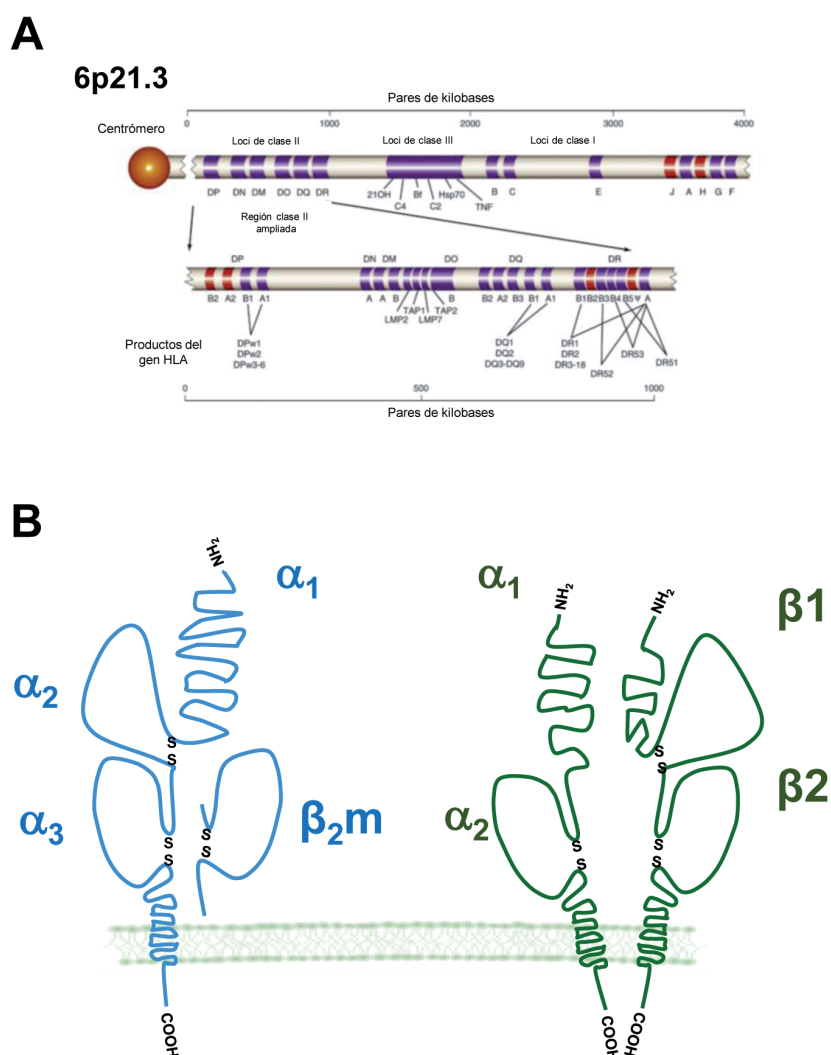 A
6p21.3
Pares de kilobases
0 1000 2000 3000 4000
Centrómero
Loci de clase II Loci de clase III Loci de clase I
DP DN DM DO DQ DR 21OH C4 Bf C2 Hsp70 TNF B C E J A H G F
Región clase II
ampliada
DP DN DM DO DQ DR
B2 A2 B1 A1 A A B LMP2 TAP1 LMP7 TAP2 B B2 A2 B3 B1 A1 B1 B2 B3 B4 B5 Ψ A
Productos del
gen HLA
DPw1
DPw2
DPw3-6
DQ1
DQ2
DQ3-DQ9
DR1
DR2
DR3-18
DR52
DR53
DR51
0 500 1000
Pares de kilobases
B
NH2
α1
α2
S
S
α3
S
S
S
S
β2m
COOH
α1
NH2
NH2
β1
S
S
α2
β2
S
S
S
S
COOH
COOH